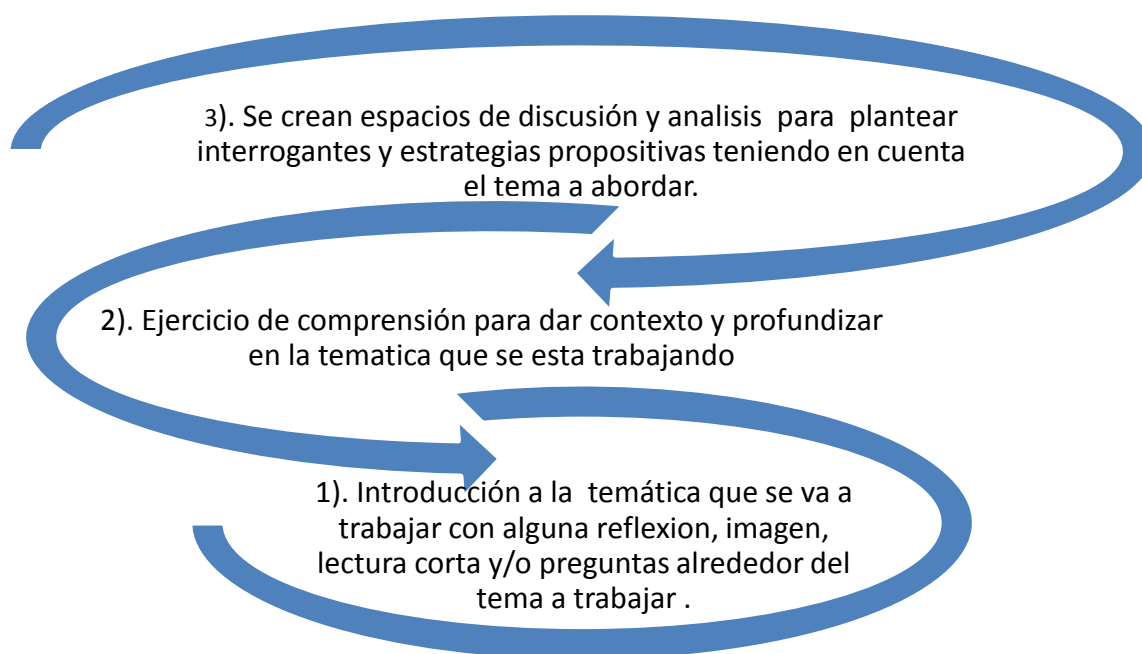 3). Se crean espacios de discusión y analisis para plantear
interrogantes y estrategias propositivas teniendo en cuenta
el tema a abordar.
2). Ejercicio de comprensión para dar contexto y profundizar
en la tematica que se esta trabajando
1). Introducción a la temática que se va a
trabajar con alguna reflexion, imagen,
lectura corta y/o preguntas alrededor del
tema a trabajar .